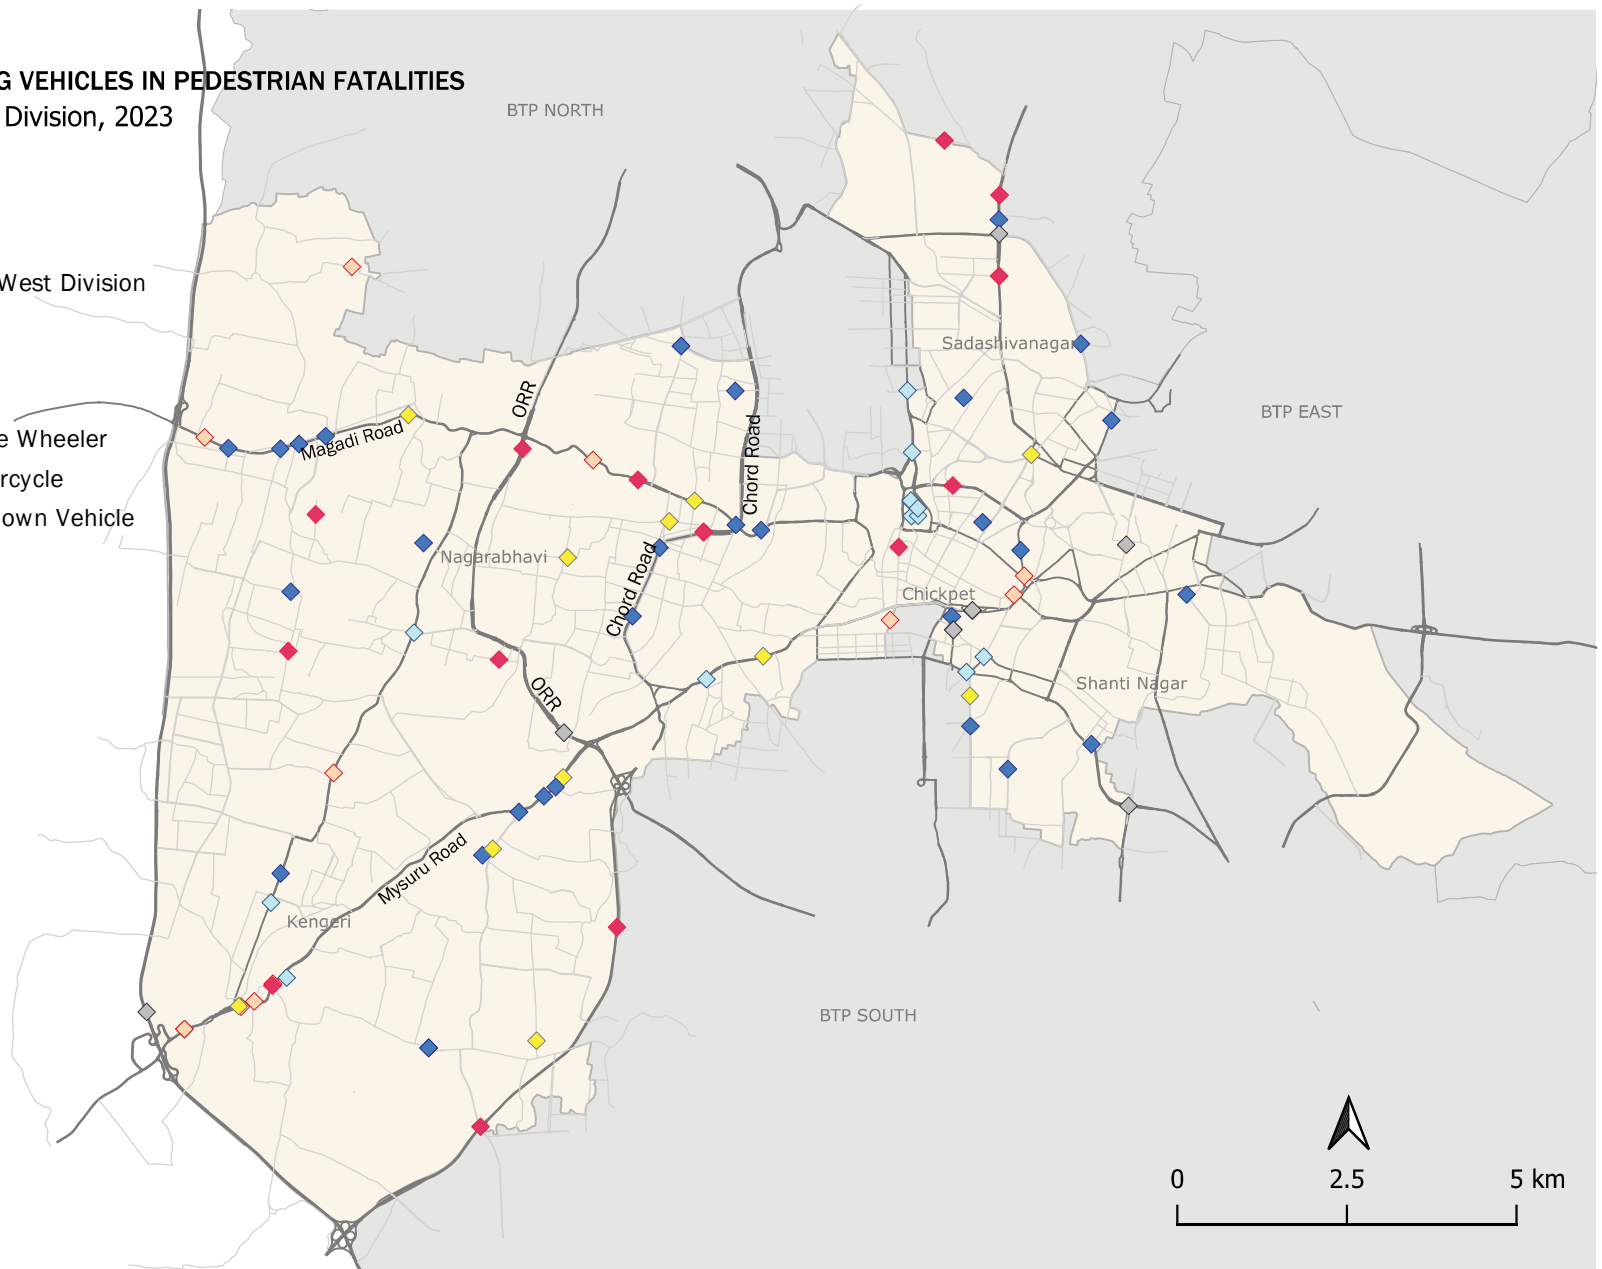 G VEHICLES IN PEDESTRIAN FATALITIES
Division, 2023
BTP NORTH
West Division
Sadashivanagar
ORR
BTP EAST
Chord Road
e Wheeler
Magadi Road
rcycle
own Vehicle
Nagarabhavi
Chord Road
Chickpet
ORR
Shanti Nagar
Mysuru Road
Kengeri
BTP SOUTH
0 2.5 5 km